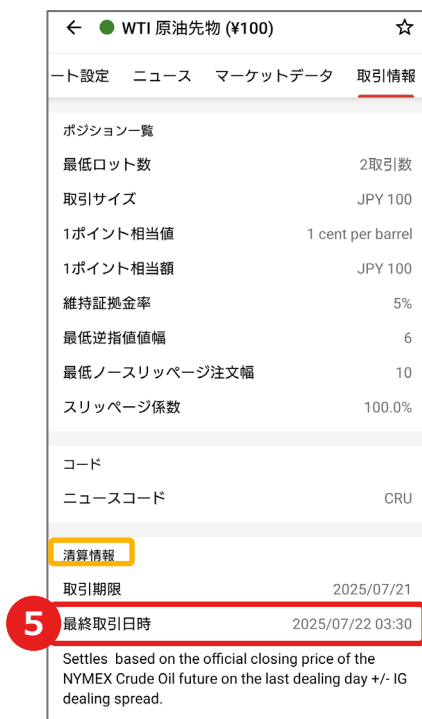 WTI 原油先物 (¥100)
ート設定 ニュース マーケットデータ 取引情報
ポジション一覧
最低ロット数 2取引数
取引サイズ JPY 100
1ポイント相当値 1 cent per barrel
1ポイント相当額 JPY 100
維持証拠金率 5%
最低逆指値値幅 6
最低ノースリッページ注文幅 10
スリッページ係数 100.0%
コード
ニュースコード CRU
清算情報
取引期限 2025/07/21
5 最終取引日時 2025/07/22 03:30
Settles based on the official closing price of the
NYMEX Crude Oil future on the last dealing day +/- IG
dealing spread.